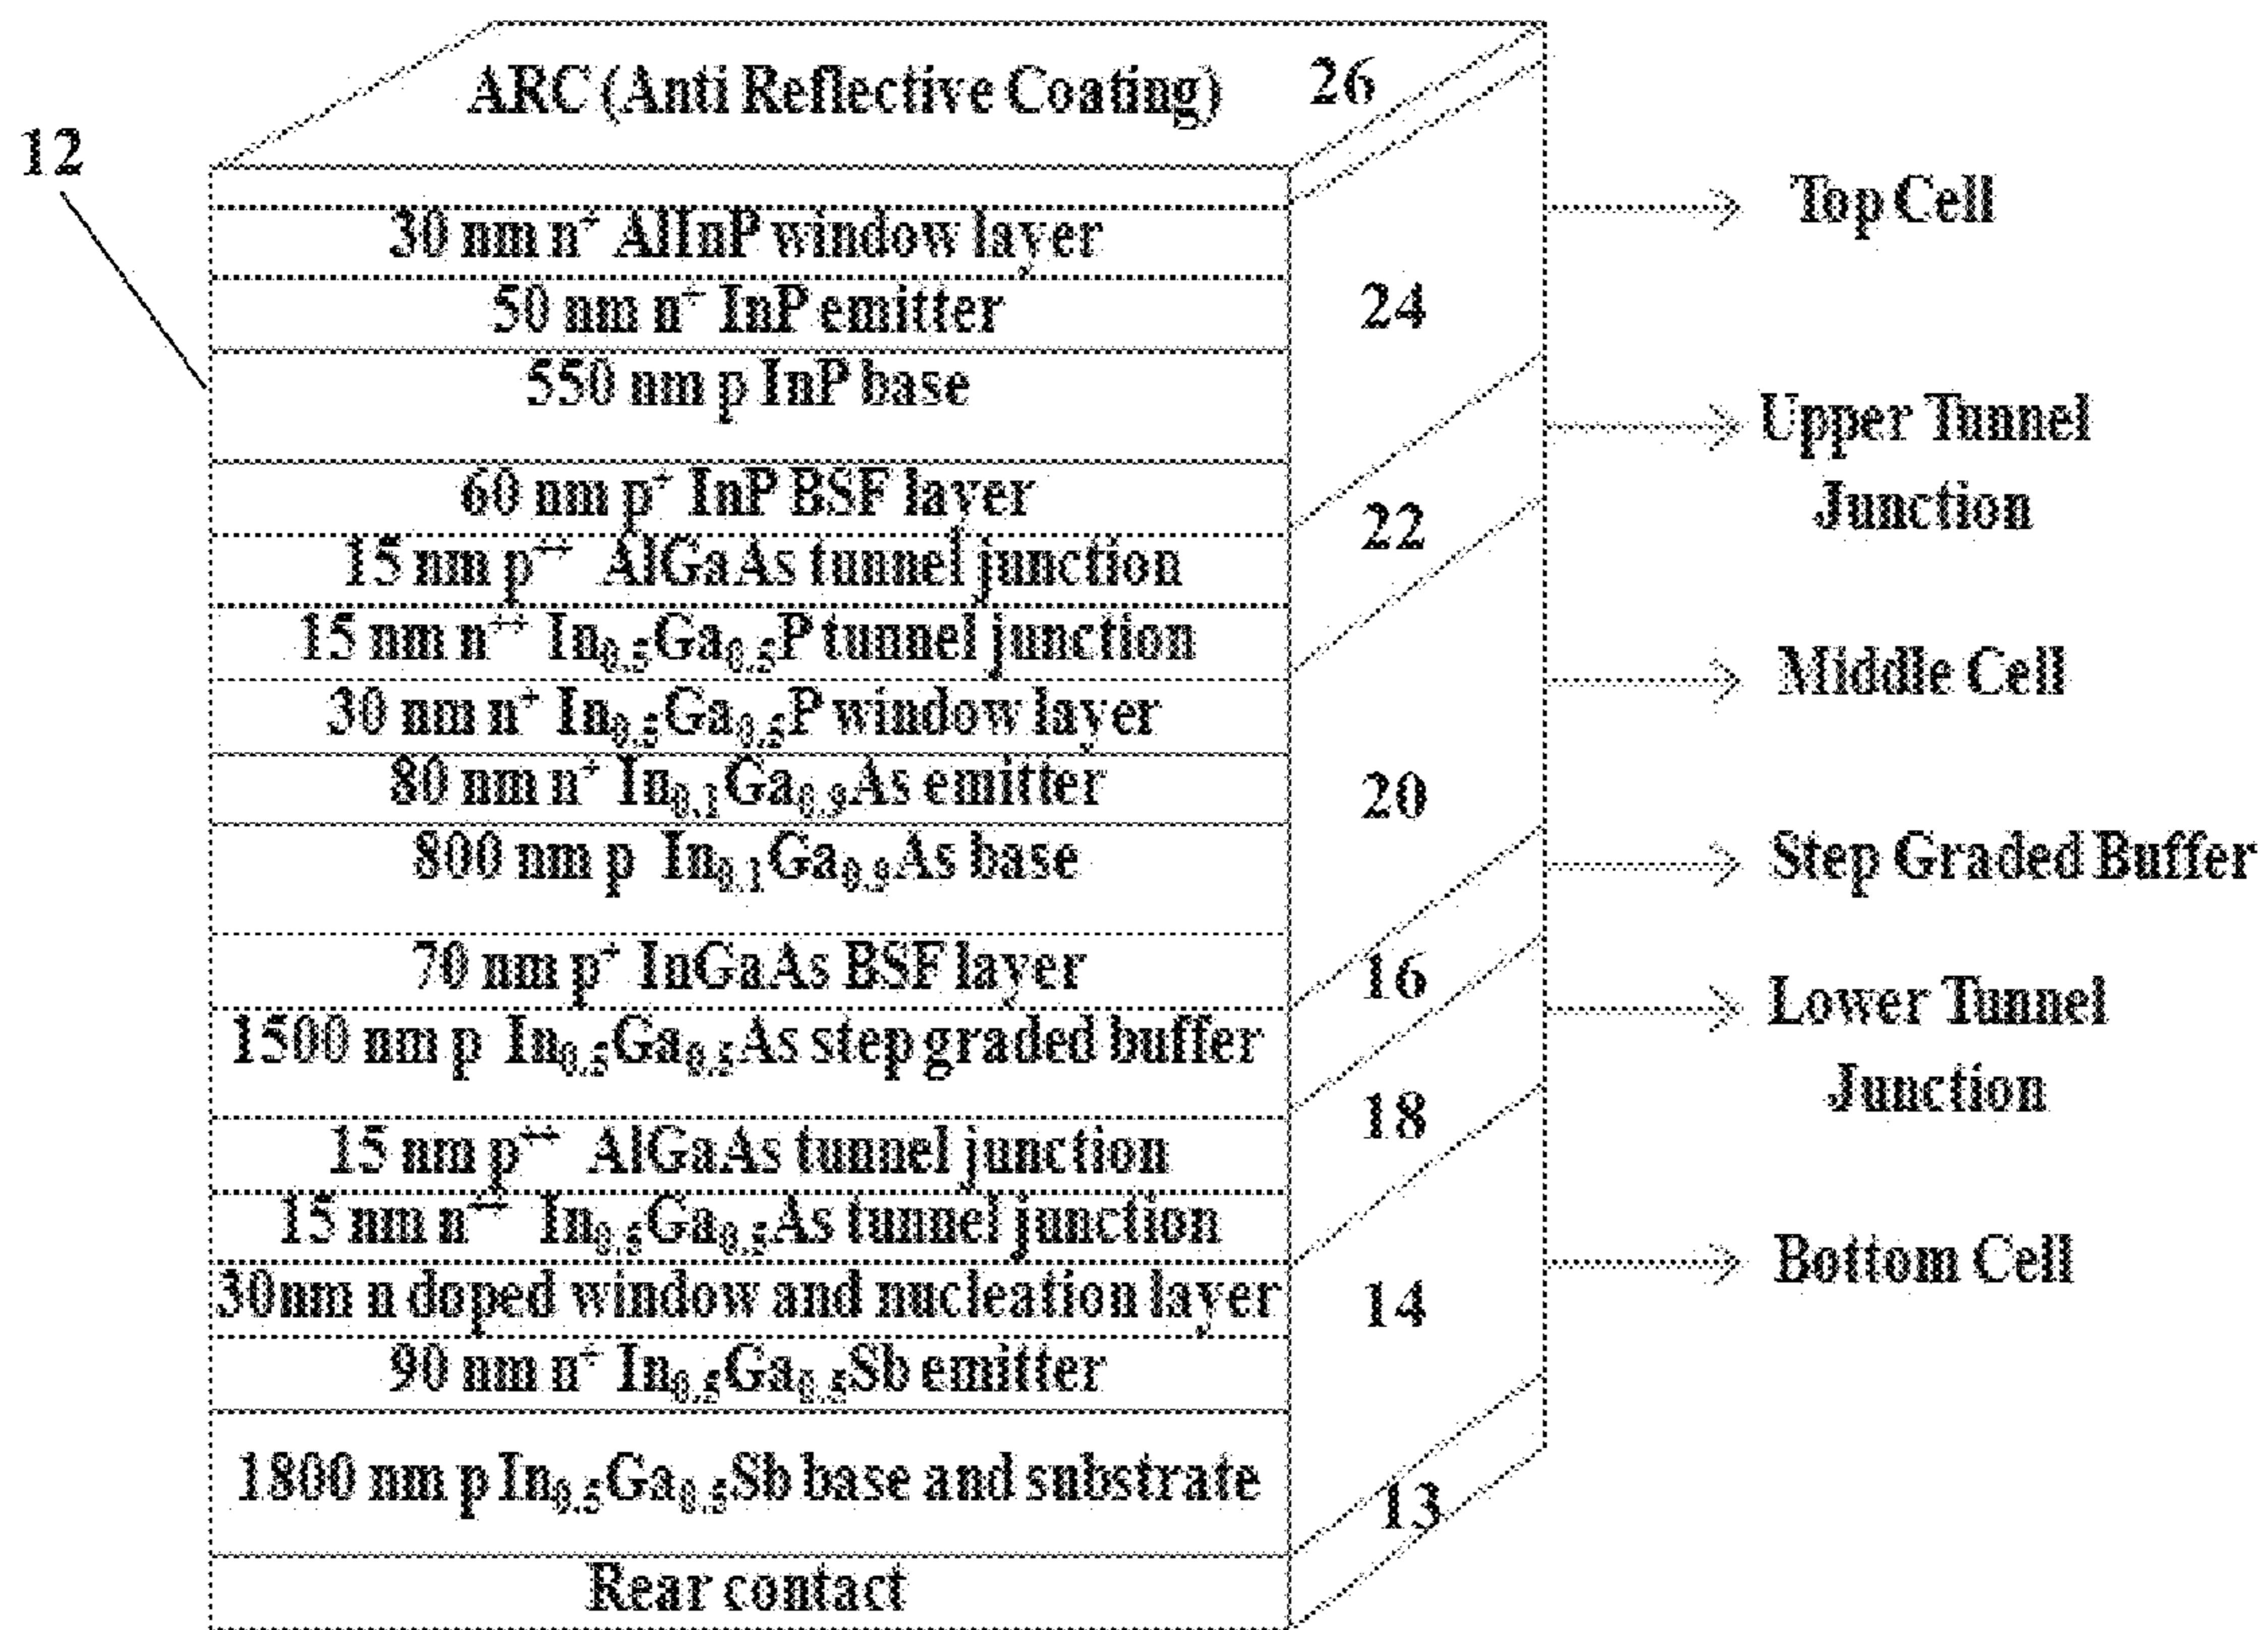 ARC (Anti Reflective Coating) 26
12
Top Cell
30 nm n⁺ AlInP window layer
50 nm n⁺ InP emitter
24
550 nm p InP base
Upper Tunnel
Junction
60 nm p⁺ InP BSF layer
22
15 nm p⁺⁺ AlGaAs tunnel junction
15 nm n⁺⁺ In₀.₅Ga₀.₅P tunnel junction
Middle Cell
30 nm n⁺ In₀.₅Ga₀.₅P window layer
80 nm n⁺ In₀.₁Ga₀.₉As emitter
20
800 nm p In₀.₁Ga₀.₉As base
Step Graded Buffer
70 nm p⁺ InGaAs BSF layer
16
Lower Tunnel
Junction
1500 nm p In₀.₅Ga₀.₅As step graded buffer
18
15 nm p⁺⁺ AlGaAs tunnel junction
15 nm n⁺⁺ In₀.₅Ga₀.₅As tunnel junction
Bottom Cell
30nm n doped window and nucleation layer
14
90 nm n⁺ In₀.₅Ga₀.₅Sb emitter
1800 nm p In₀.₅Ga₀.₅Sb base and substrate
13
Rear contact